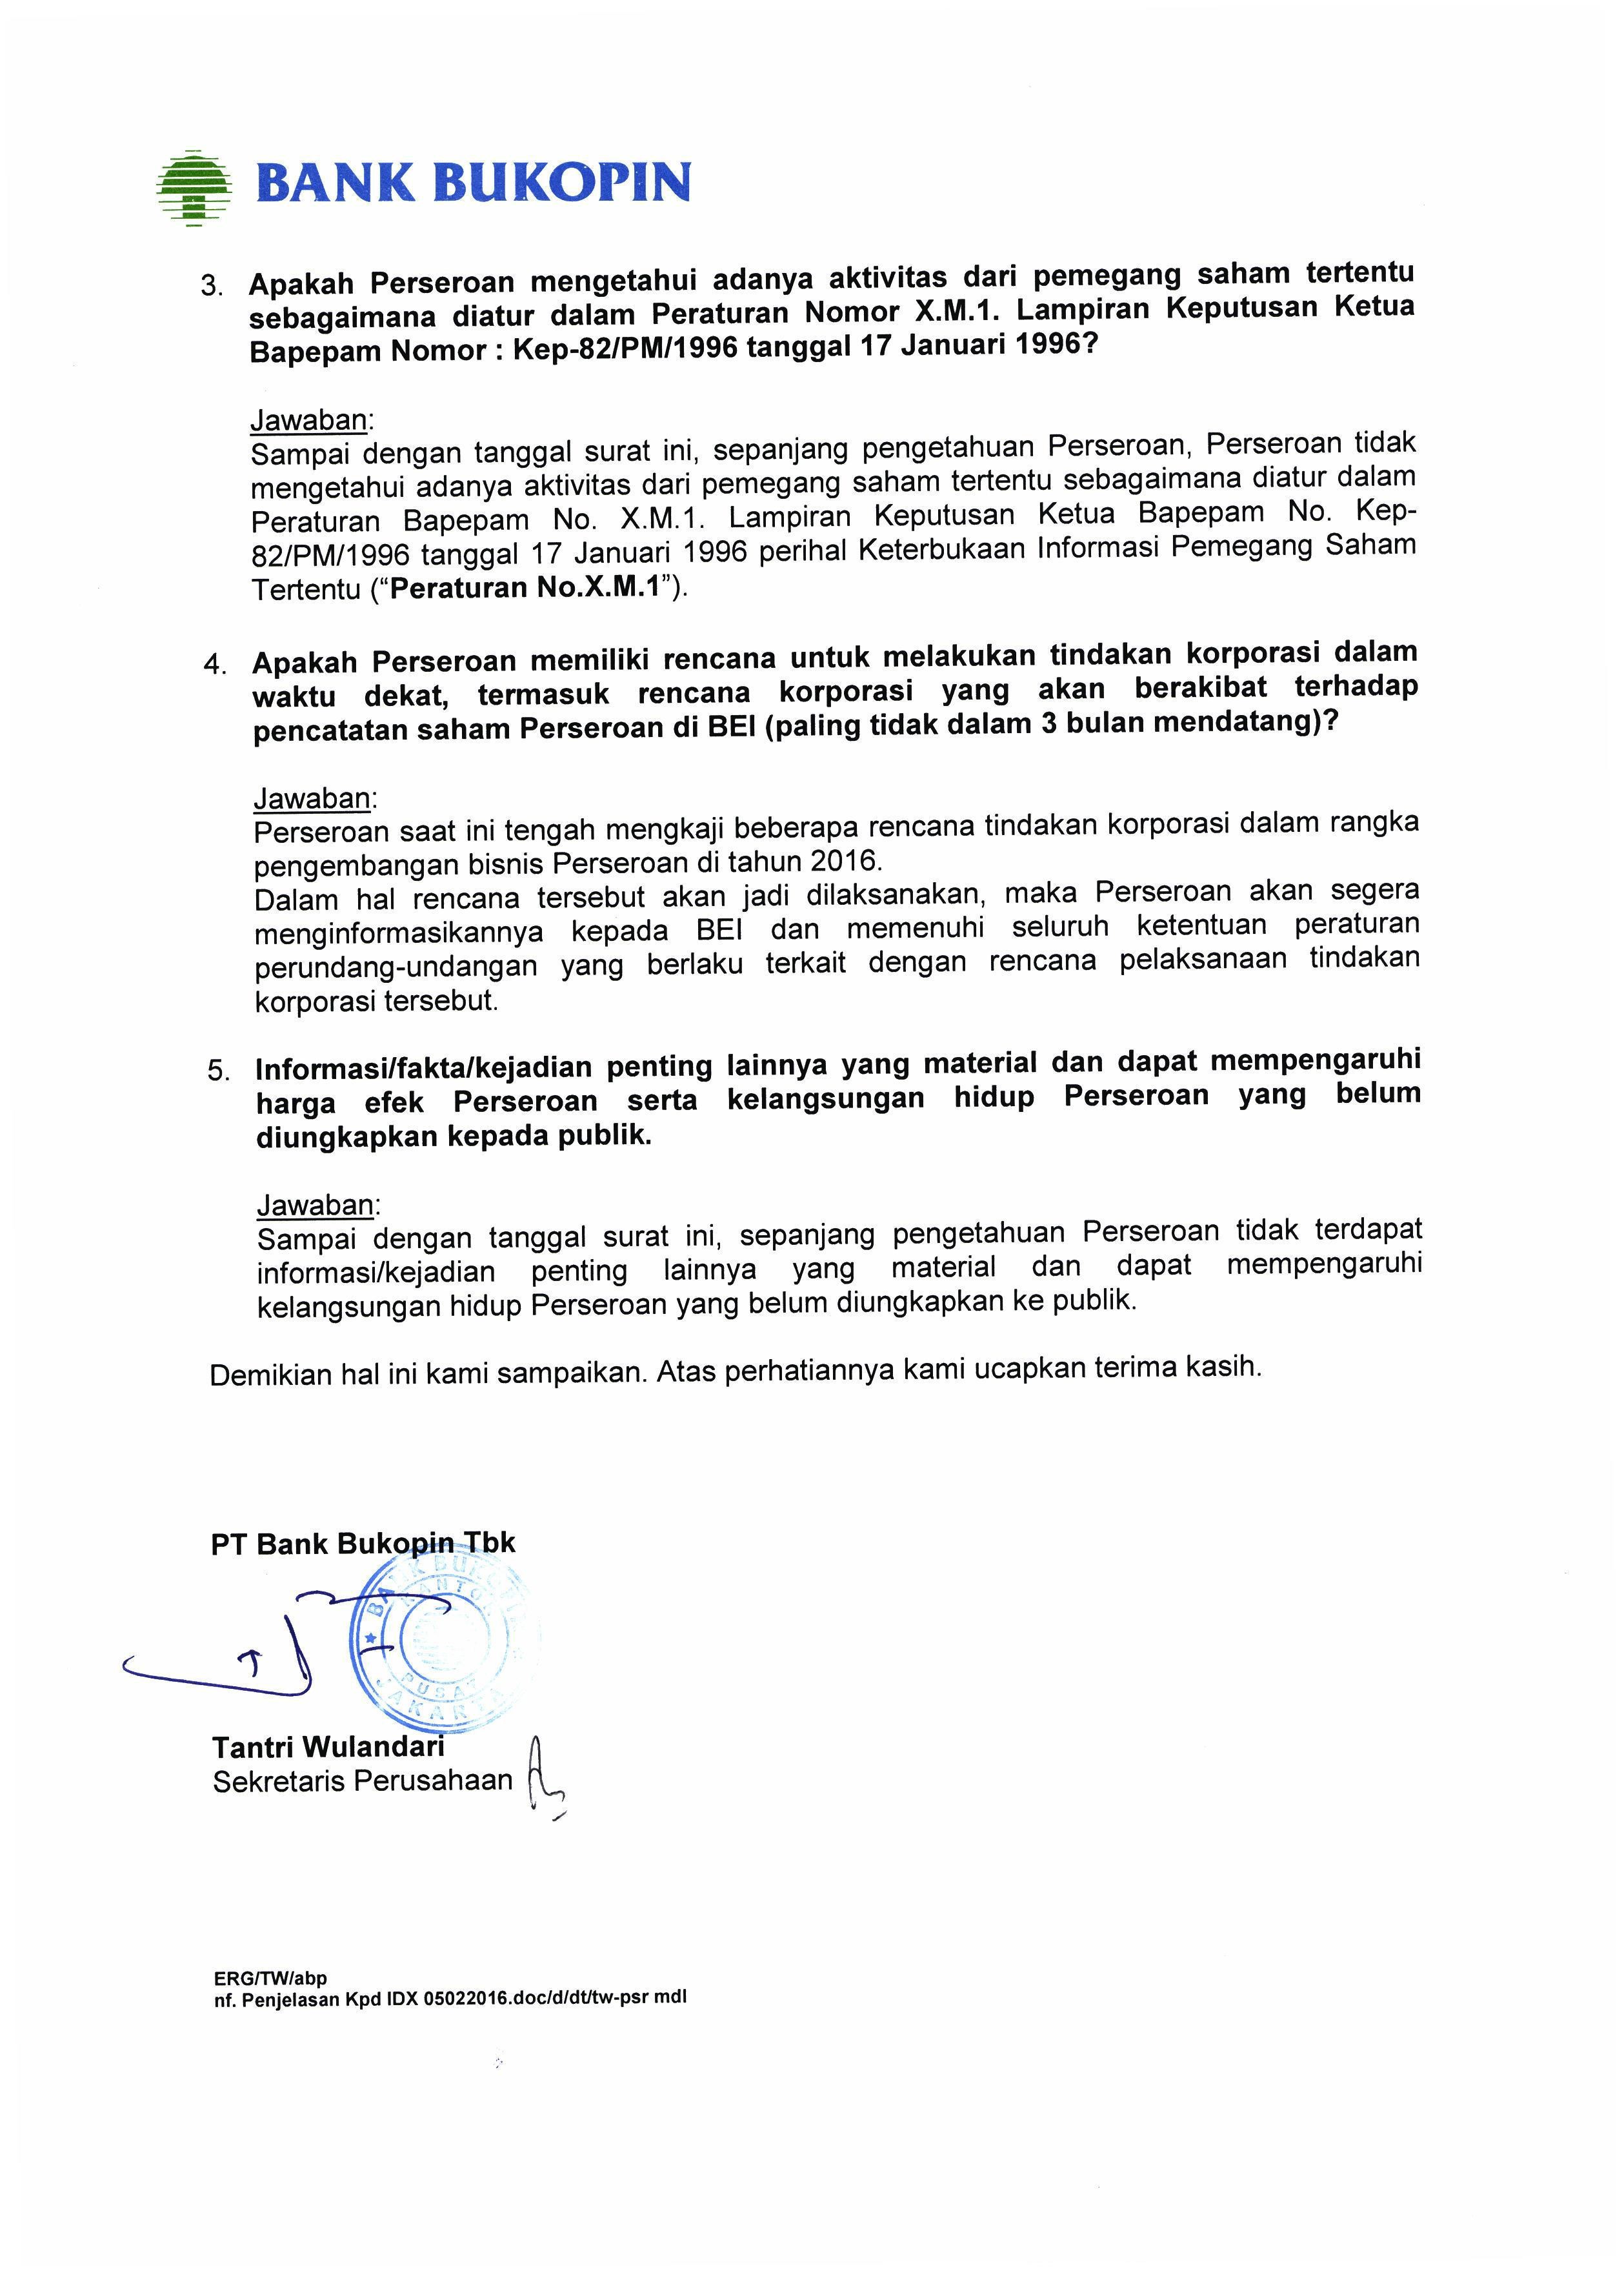 BANK BUKOPIN
3. Apakah Perseroan mengetahui adanya aktivitas dari pemegang saham tertentu
sebagaimana diatur dalam Peraturan Nomor X.M.1. Lampiran Keputusan Ketua
Bapepam Nomor : Kep-82/PM/1996 tanggal 17 Januari 1996?
Jawaban:
Sampai dengan tanggal surat ini, sepanjang pengetahuan Perseroan, Perseroan tidak
mengetahui adanya aktivitas dari pemegang saham tertentu sebagaimana diatur dalam
Peraturan Bapepam No. X.M.1. Lampiran Keputusan Ketua Bapepam No. Kep-
82/PM/1996 tanggal 17 Januari 1996 perihal Keterbukaan Informasi Pemegang Saham
Tertentu (“Peraturan No.X.M.1”).
4. Apakah Perseroan memiliki rencana untuk melakukan tindakan korporasi dalam
waktu dekat, termasuk rencana korporasi yang akan berakibat terhadap
pencatatan saham Perseroan di BEI (paling tidak dalam 3 bulan mendatang)?
Jawaban:
Perseroan saat ini tengah mengkaji beberapa rencana tindakan korporasi dalam rangka
pengembangan bisnis Perseroan di tahun 2016.
Dalam hal rencana tersebut akan jadi dilaksanakan, maka Perseroan akan segera
menginformasikannya kepada BEI dan memenuhi seluruh ketentuan peraturan
perundang-undangan yang berlaku terkait dengan rencana pelaksanaan tindakan
korporasi tersebut.
5. Informasi/fakta/kejadian penting lainnya yang material dan dapat mempengaruhi
harga efek Perseroan serta kelangsungan hidup Perseroan yang belum
diungkapkan kepada publik.
Jawaban:
Sampai dengan tanggal surat ini, sepanjang pengetahuan Perseroan tidak terdapat
informasi/kejadian penting lainnya yang material dan dapat mempengaruhi
kelangsungan hidup Perseroan yang belum diungkapkan ke publik.
Demikian hal ini kami sampaikan. Atas perhatiannya kami ucapkan terima kasih.
PT Bank Bukopin Tbk
PUSAT
JAKARTA
Tantri Wulandari
Sekretaris Perusahaan
ERG/TW/abp
nf. Penjelasan Kpd IDX 05022016.doc/d/dt/tw-psr mdl